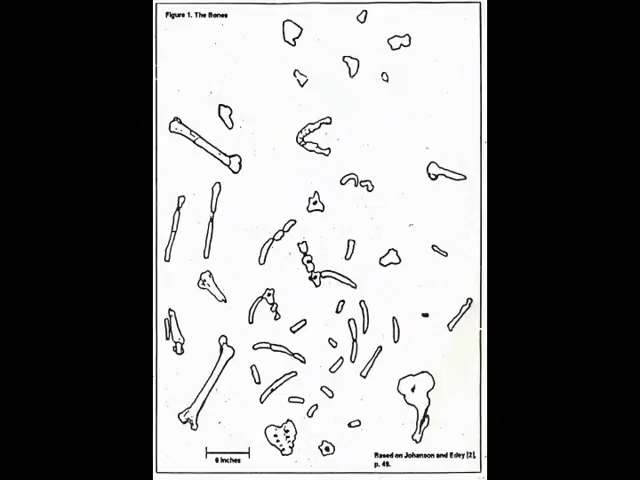 Figure 1. The Bones
6 Inches
Based on Johanson and Edey [2],
p. 49.